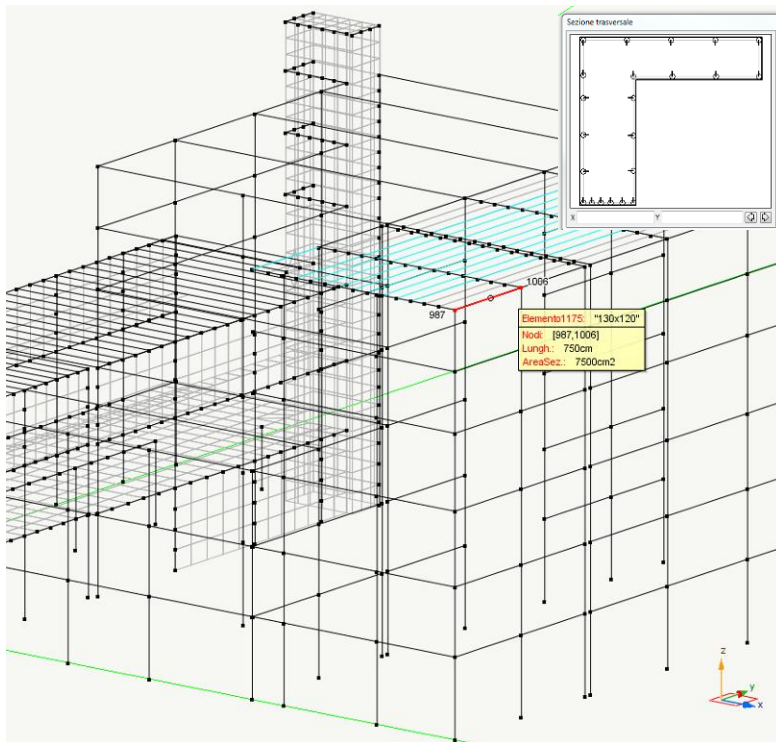 Sezione trasversale
X
Y
1006
987
Elemento1175: "130x120"
Nodi: [987,1006]
Lungh.: 750cm
AreaSez.: 7500cm2
z
y
x